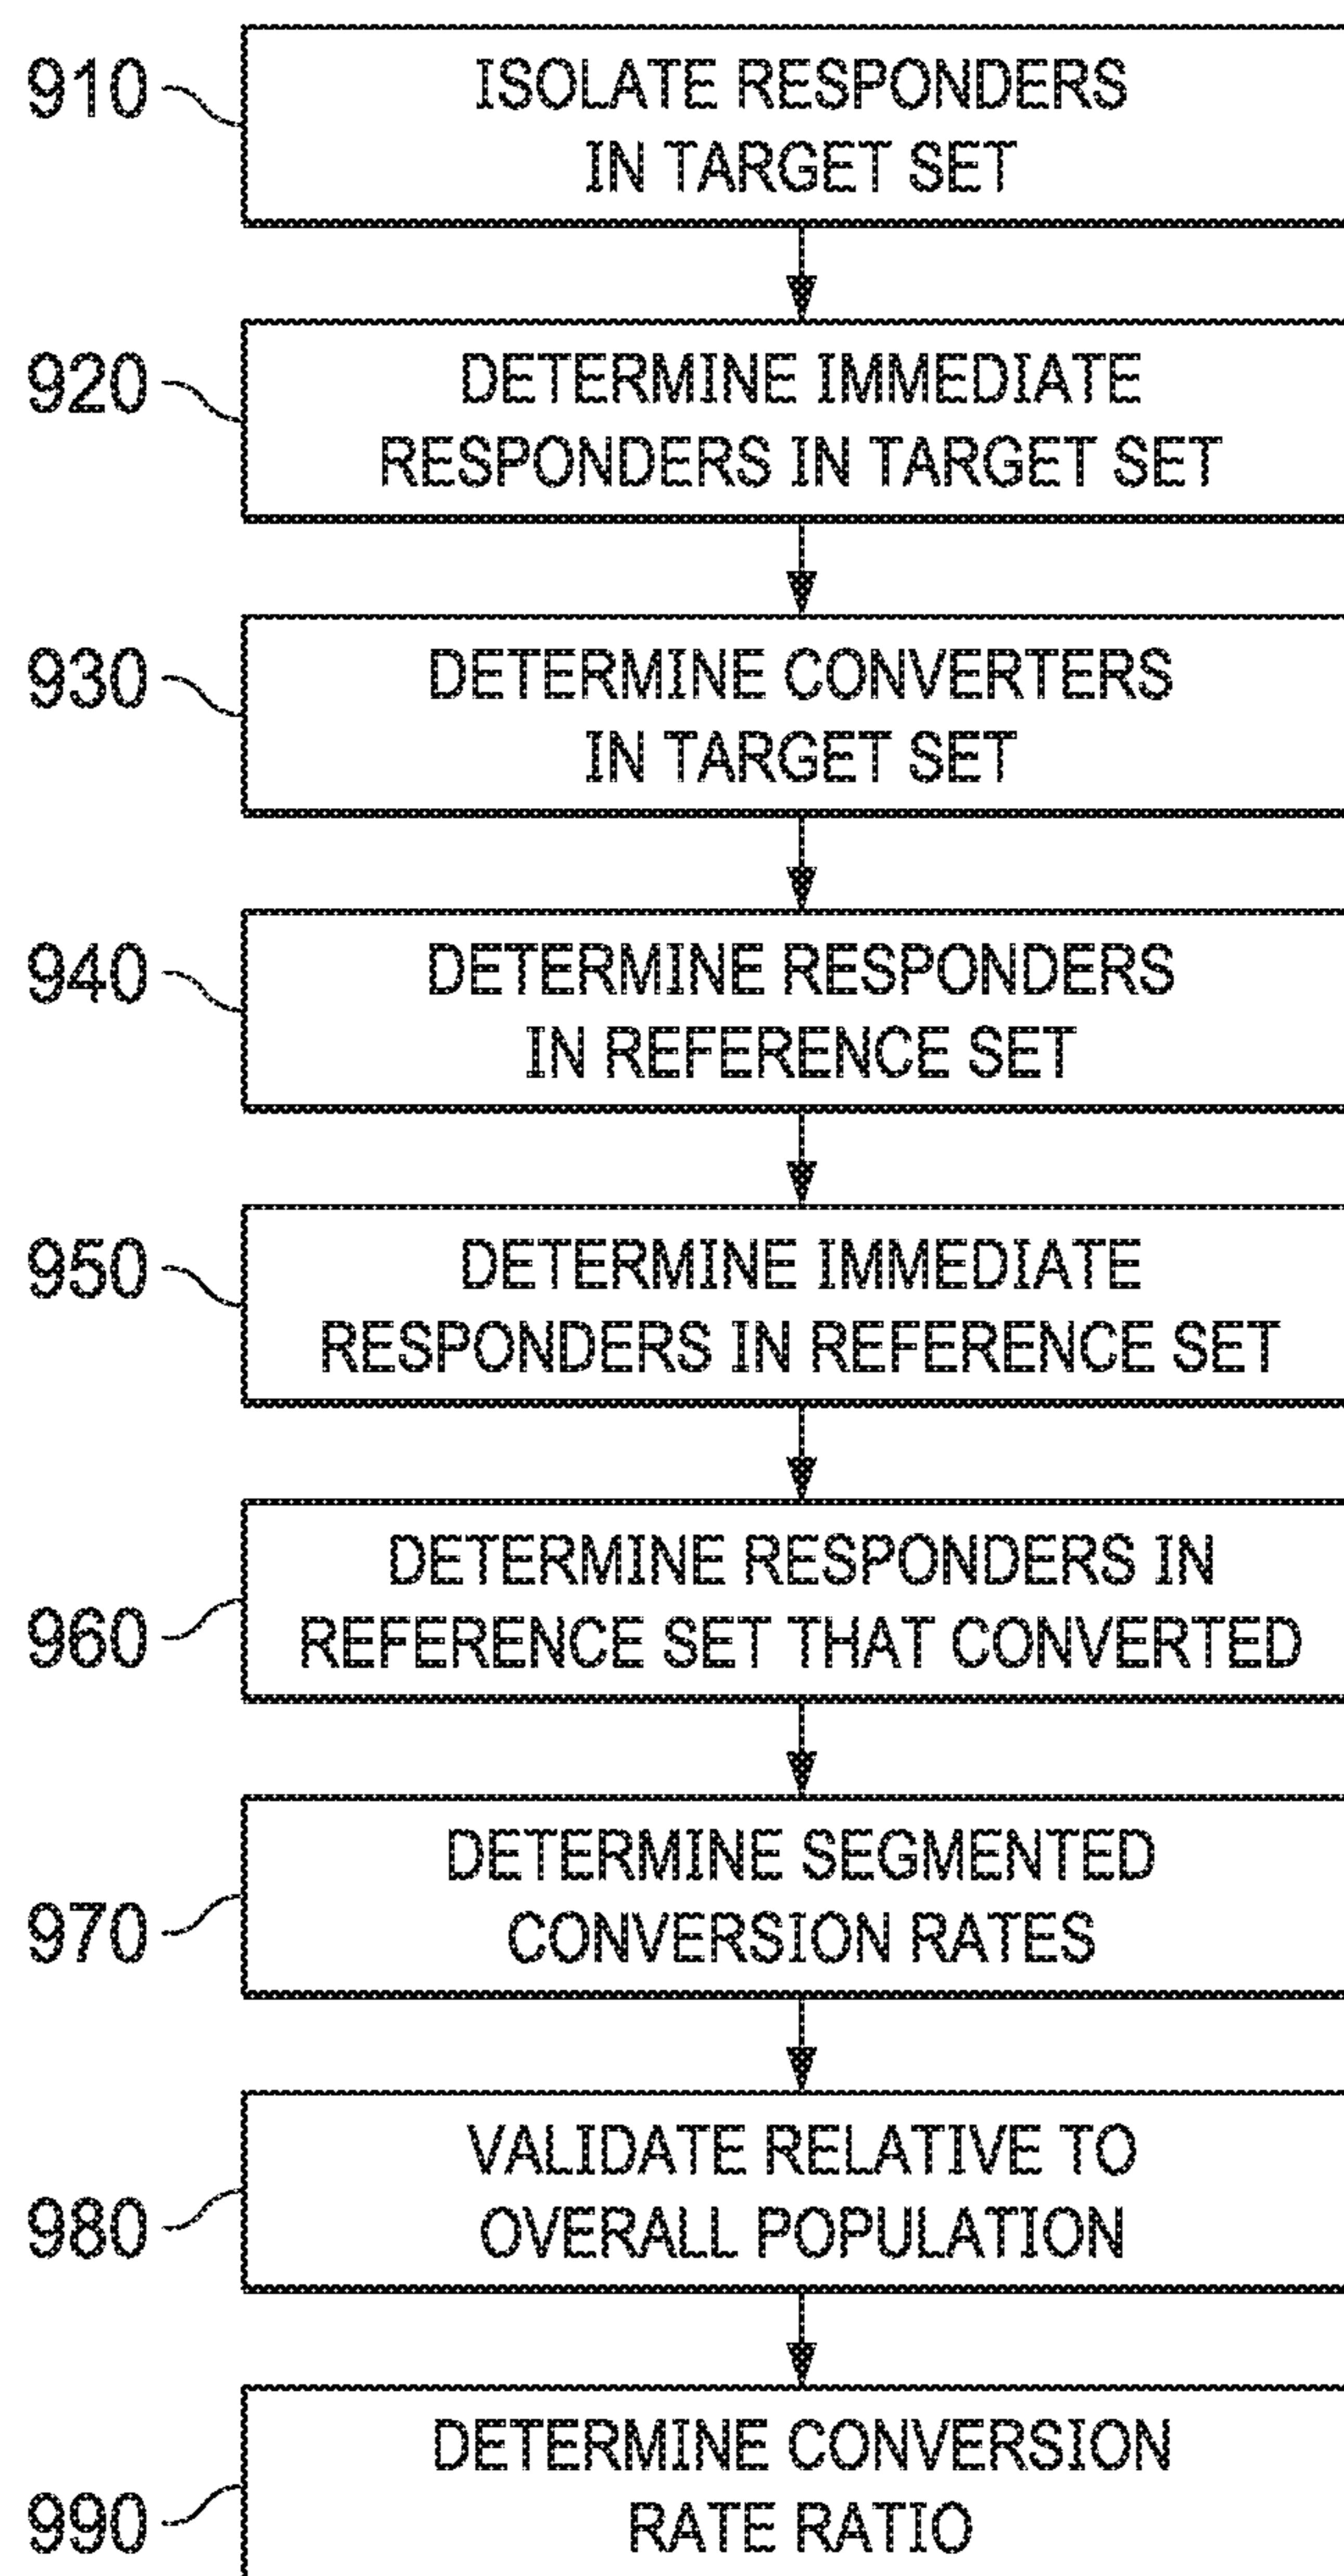 910
ISOLATE RESPONDERS
IN TARGET SET
920
DETERMINE IMMEDIATE
RESPONDERS IN TARGET SET
930
DETERMINE CONVERTERS
IN TARGET SET
940
DETERMINE RESPONDERS
IN REFERENCE SET
950
DETERMINE IMMEDIATE
RESPONDERS IN REFERENCE SET
960
DETERMINE RESPONDERS IN
REFERENCE SET THAT CONVERTED
970
DETERMINE SEGMENTED
CONVERSION RATES
980
VALIDATE RELATIVE TO
OVERALL POPULATION
990
DETERMINE CONVERSION
RATE RATIO